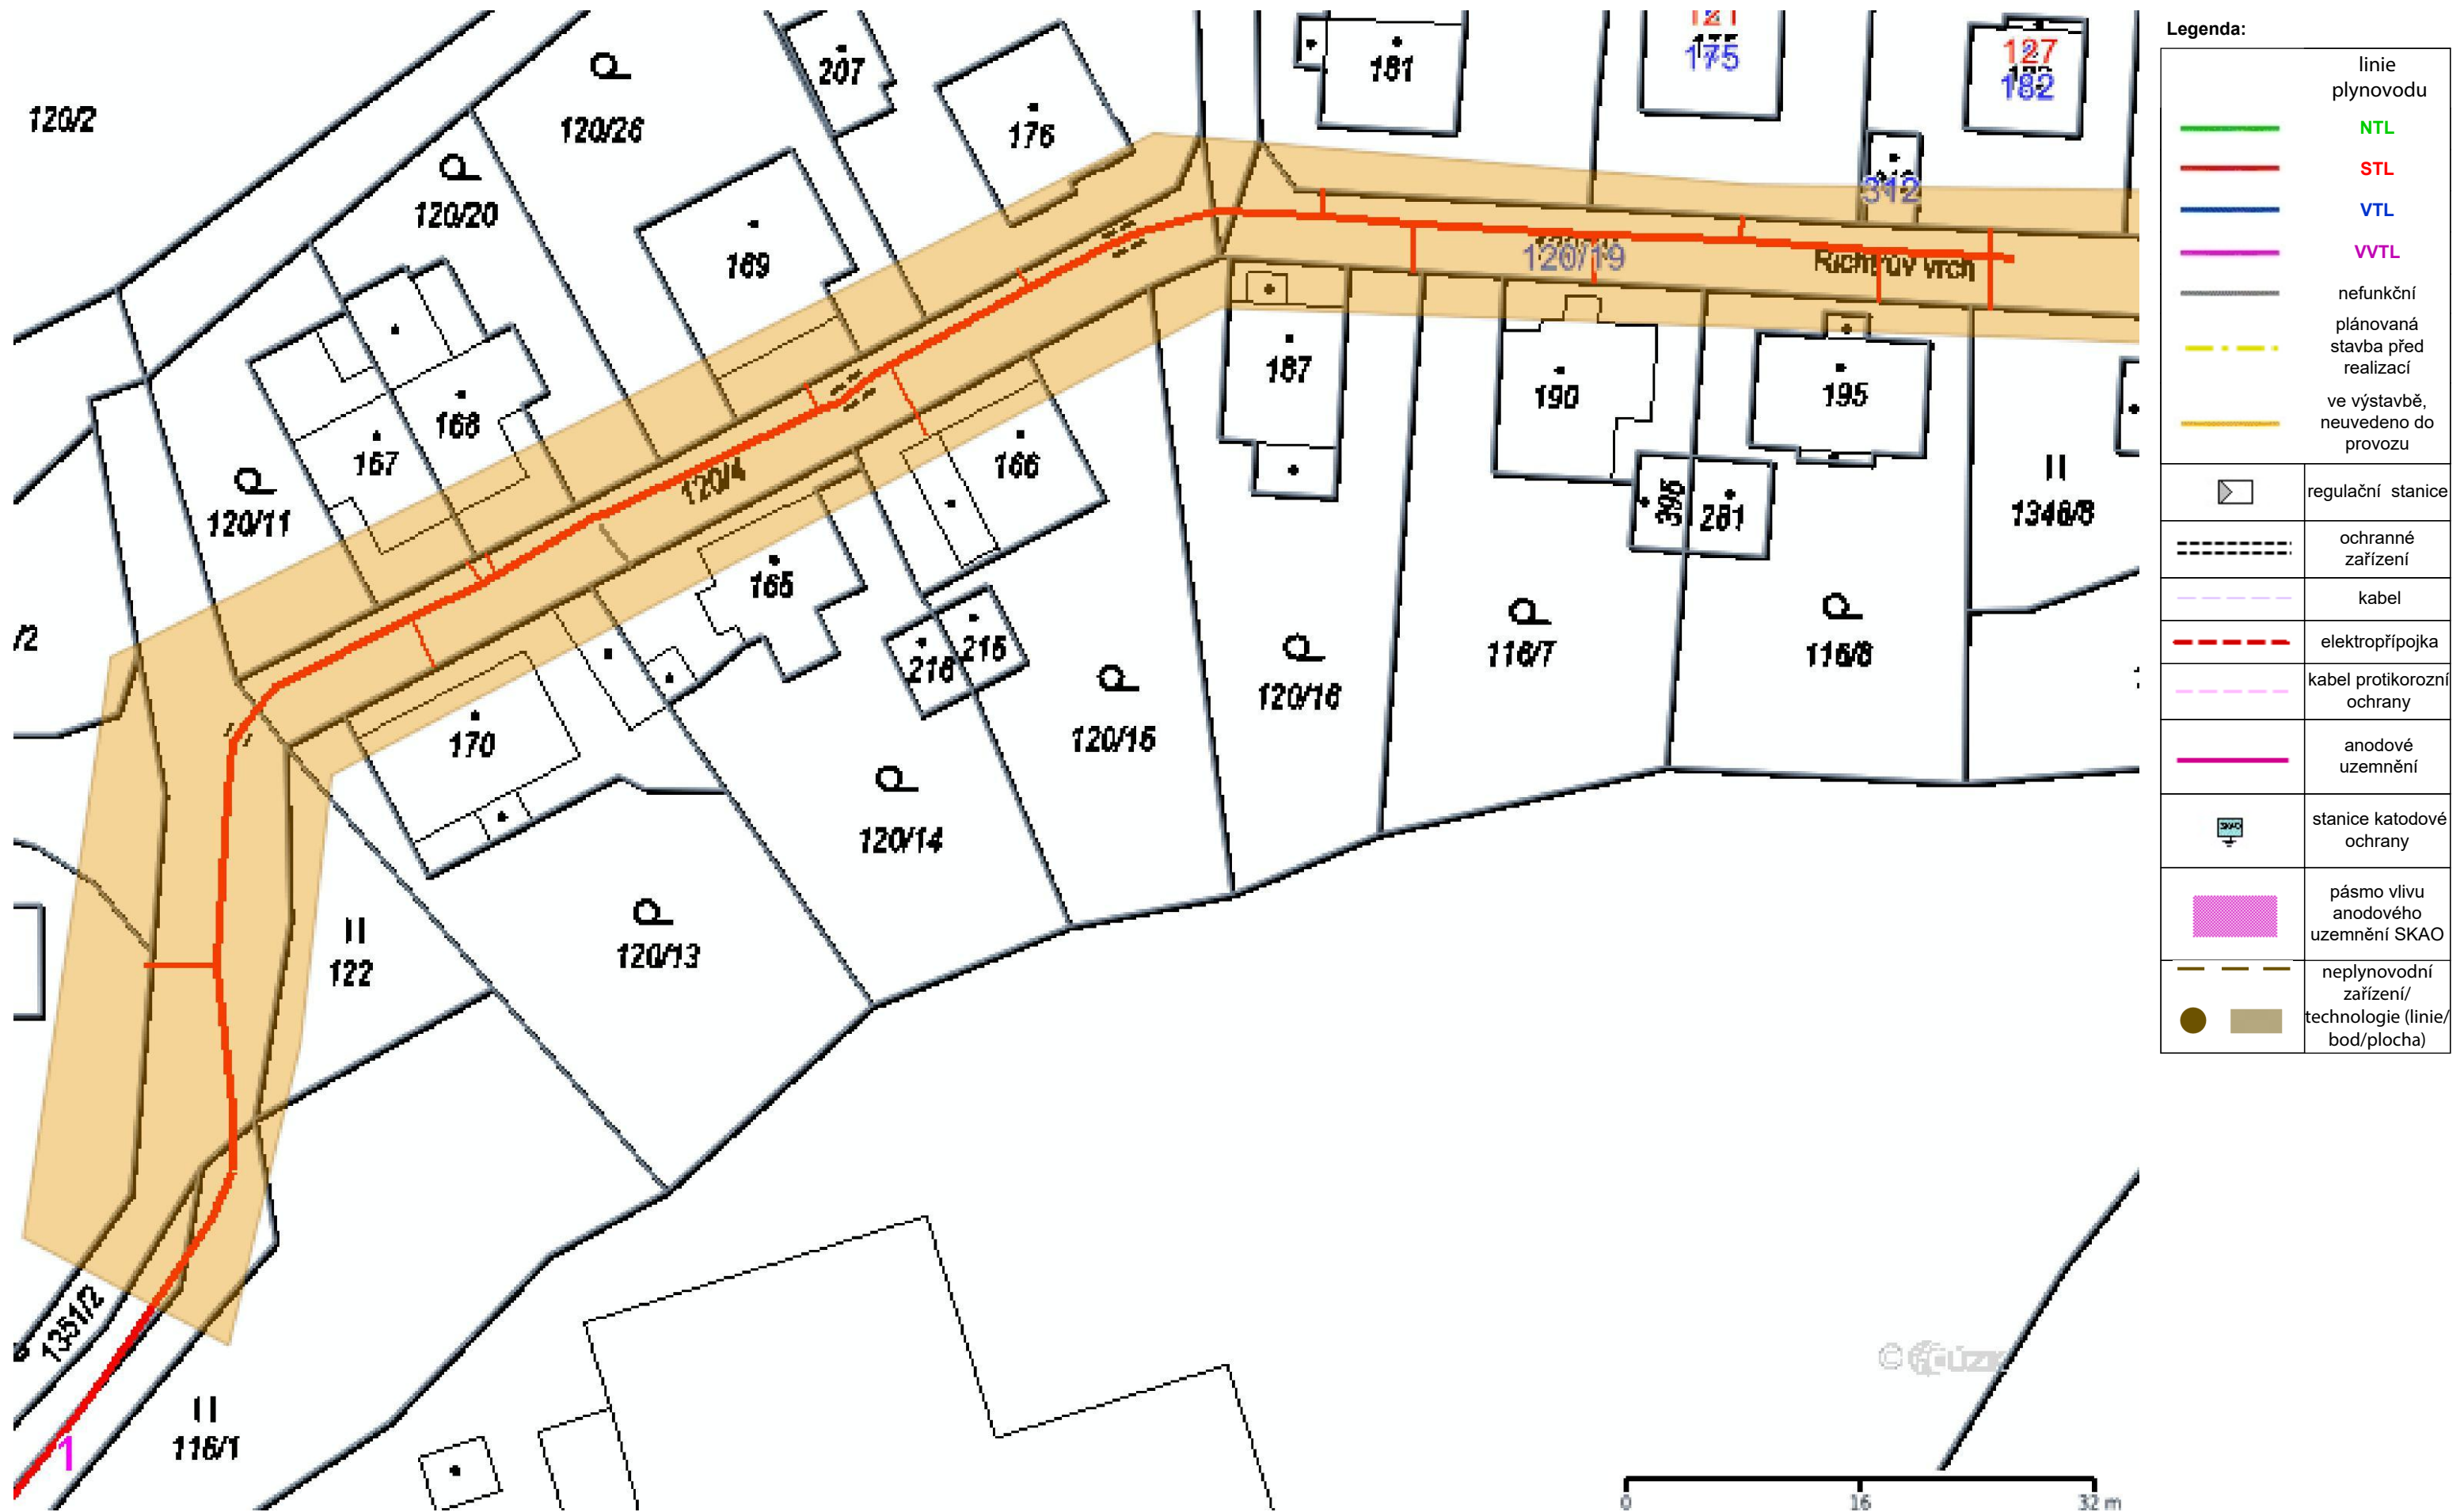 120/2
120/26
207
176
181
175
127
182
120/20
169
312
120/19
Richtrův vrch
120/11
167
168
120/4
166
165
187
190
195
281
1348/8
/2
170
216
215
120/15
120/16
116/7
116/8
120/14
120/13
122
1351/2
116/1
1
0
16
32 m
Legenda:
linie
plynovodu
NTL
STL
VTL
VVTL
nefunkční
plánovaná
stavba před
realizací
ve výstavbě,
neuvedeno do
provozu
regulační stanice
ochranné
zařízení
kabel
elektropřípojka
kabel protikorozní
ochrany
anodové
uzemnění
SKAO
stanice katodové
ochrany
pásmo vlivu
anodového
uzemnění SKAO
neplynovodní
zařízení/
technologie (linie/
bod/plocha)